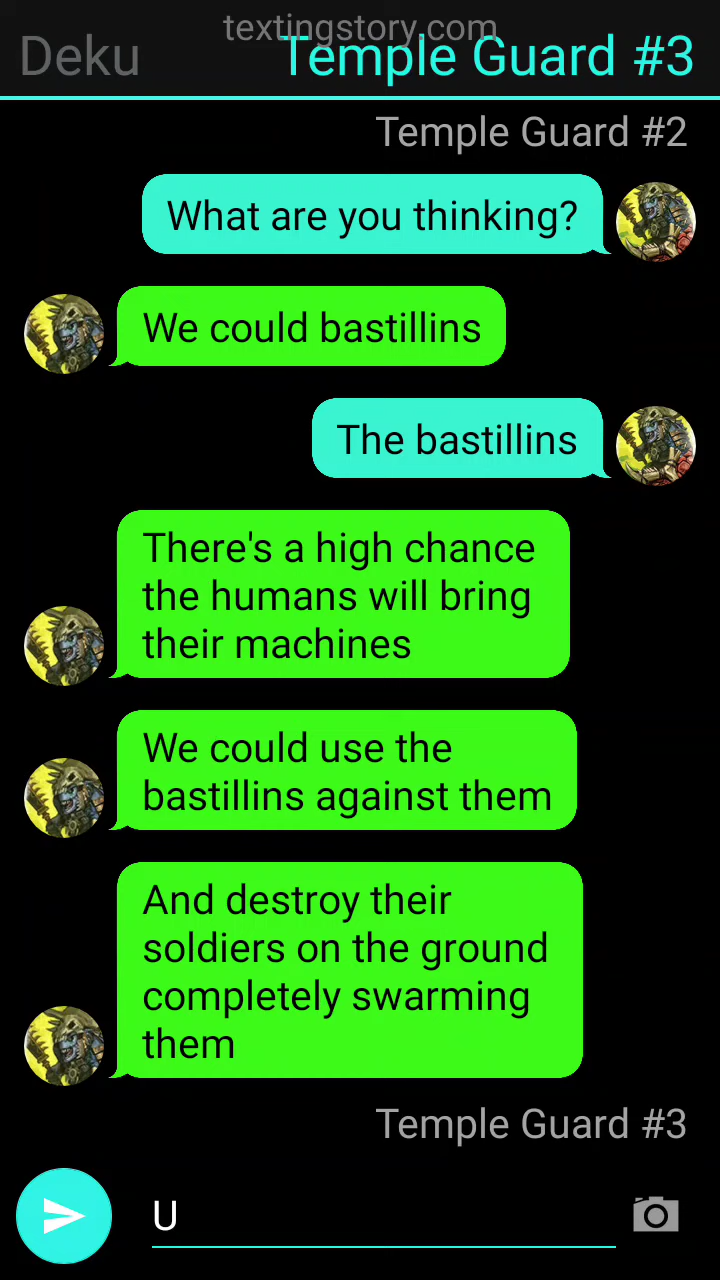 textingstory.com
Deku
Temple Guard #3
Temple Guard #2
What are you thinking?
We could bastillins
The bastillins
There's a high chance
the humans will bring
their machines
We could use the
bastillins against them
And destroy their
soldiers on the ground
completely swarming
them
Temple Guard #3
U